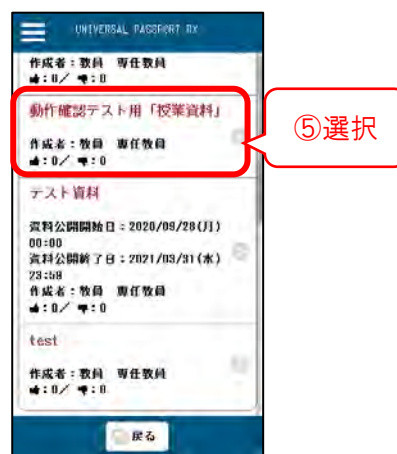 UNIVERSAL PASSPORT RX
作成者：教員　専任教員
：0／ ：0
動作確認テスト用「授業資料」
作成者：教員　専任教員
：0／ ：0
⑤選択
テスト資料
資料公開開始日：2020/09/28(月)
00:00
資料公開終了日：2021/03/31(水)
23:59
作成者：教員　専任教員
：0／ ：0
test
作成者：教員　専任教員
：0／ ：0
戻る